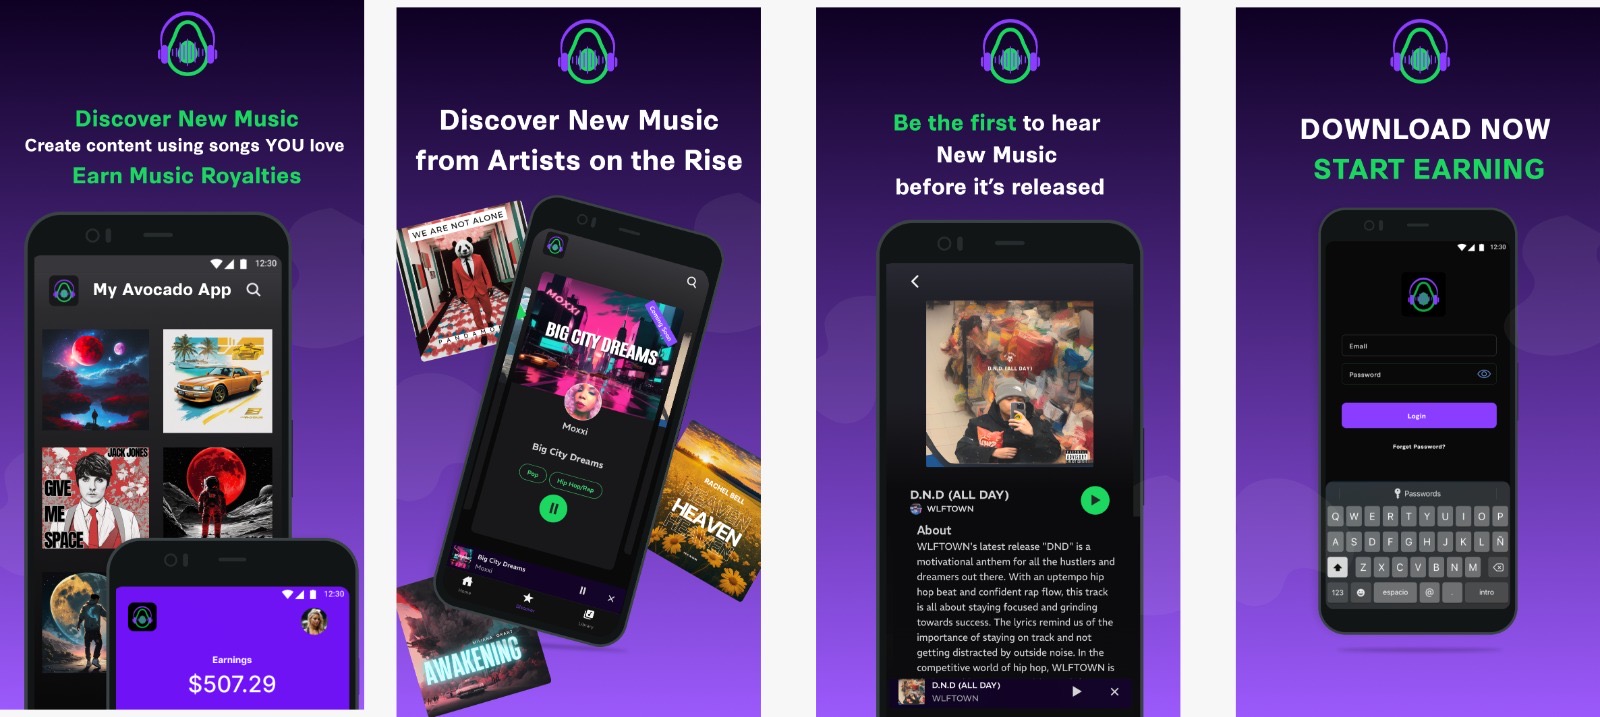 Discover New Music
Create content using songs YOU love
Earn Music Royalties
12:30
My Avocado App
JACK JONES
GIVE
ME
SPACE
12:30
Earnings
$507.29
Discover New Music
from Artists on the Rise
WE ARE NOT ALONE
MOXXI
Coming Soon
BIG CITY DREAMS
Moxxi
Big City Dreams
Pop
Hip Hop/Rap
Big City Dreams
Moxxi
Home
Library
RACHEL BELL
HEAVEN
AWAKENING
Be the first to hear
New Music
before it's released
D.N.D (ALL DAY)
D.N.D (ALL DAY)
WLFTOWN
About
WLFTOWN's latest release "DND" is a
motivational anthem for all the hustlers and
dreamers out there. With an uptempo hip
hop beat and confident rap flow, this track
is all about staying focused and grinding
towards success. The lyrics remind us of the
importance of staying on track and not
getting distracted by outside noise. In the
competitive world of hip hop, WLFTOWN is
D.N.D (ALL DAY)
WLFTOWN
DOWNLOAD NOW
START EARNING
12:30
Email
Password
Login
Forgot Password?
Passwords
Q W E R T Y U I O P
A S D F G H J K L Ñ
Z X C V B N M
123 espacio @ . intro